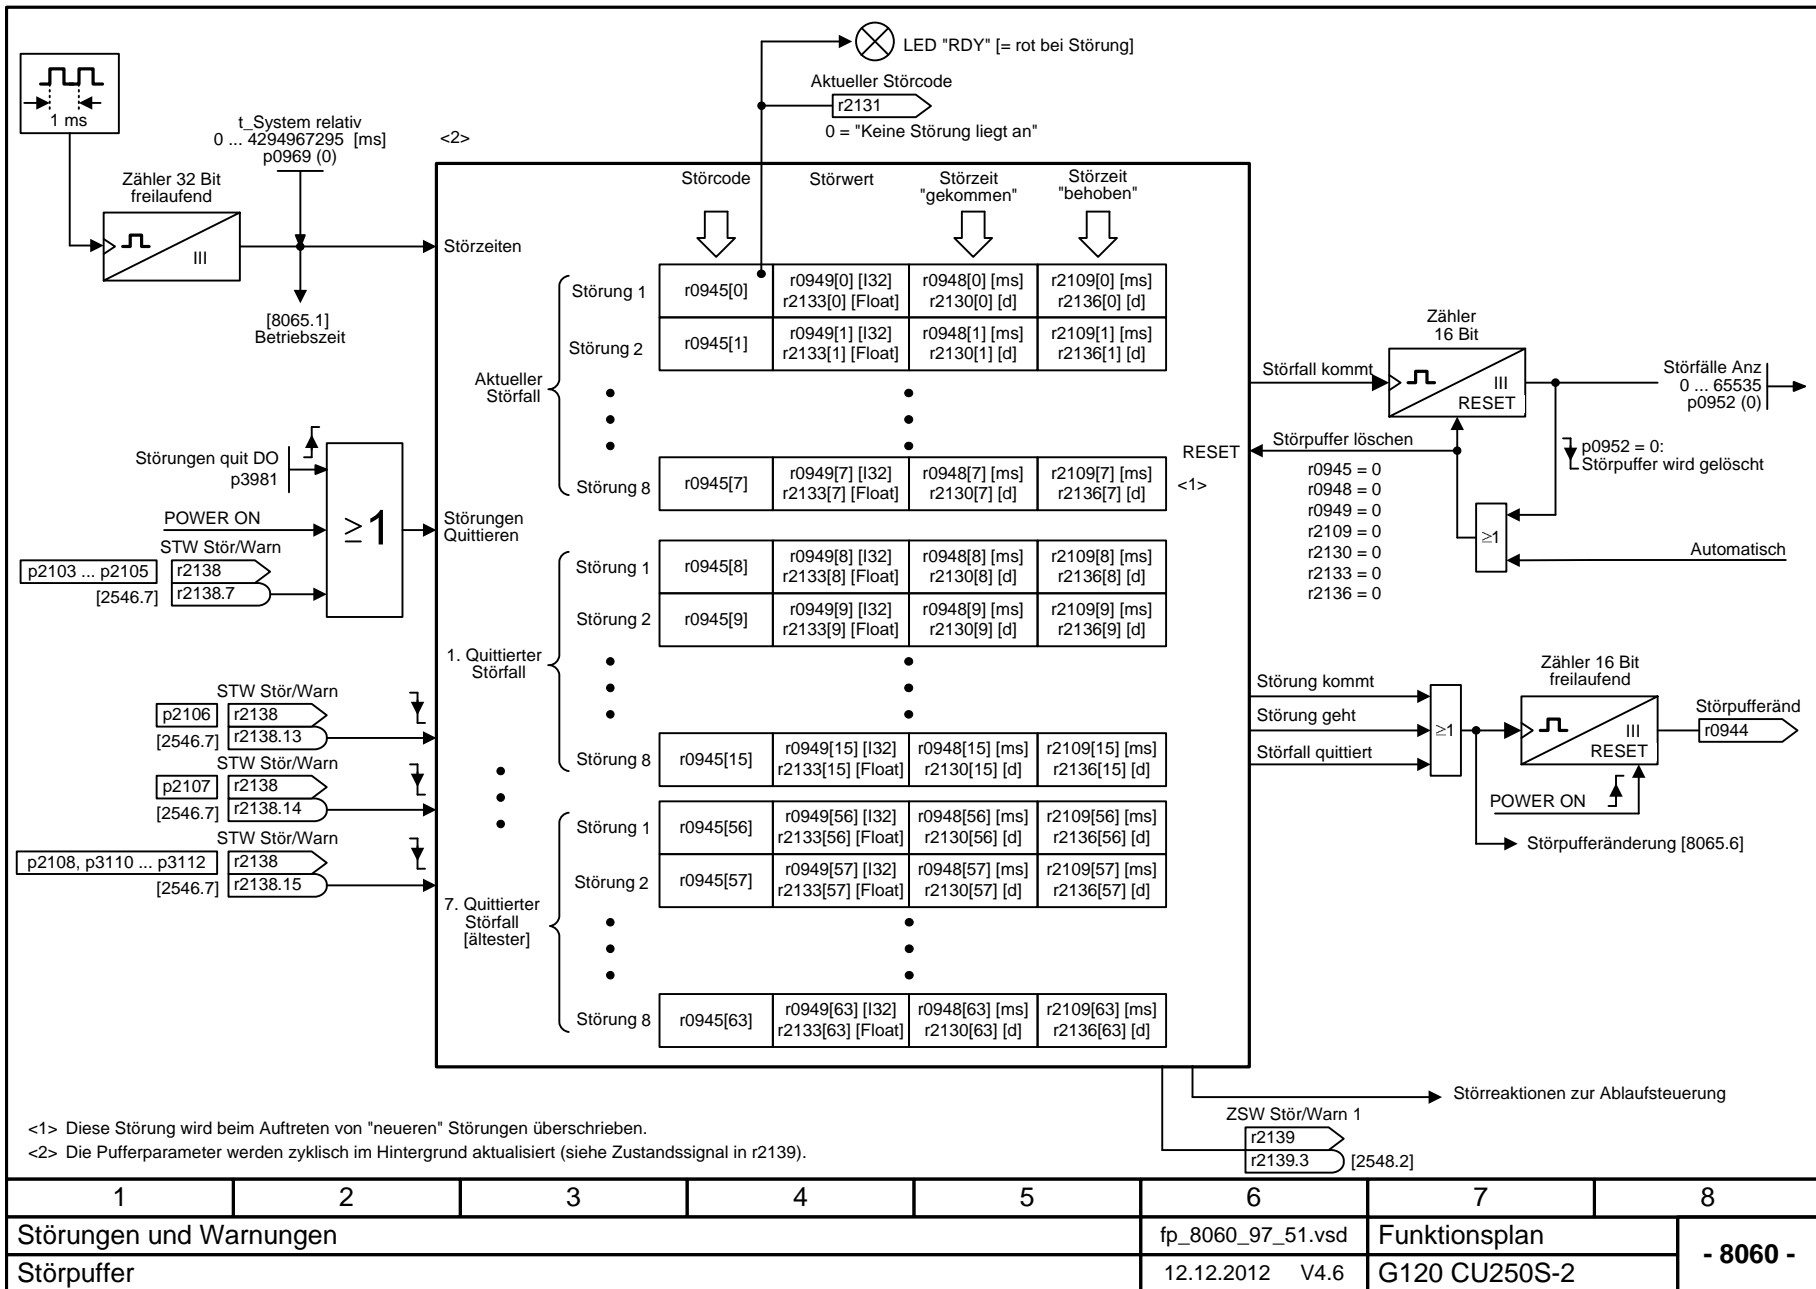 LED "RDY" [= rot bei Störung]
Aktueller Störcode
r2131
0 = "Keine Störung liegt an"
1 ms
t_System relativ
0 ... 4294967295 [ms]
p0969 (0)
<2>
Zähler 32 Bit
freilaufend
III
[8065.1]
Betriebszeit
Störzeiten
Störcode
Störwert
Störzeit
"gekommen"
Störzeit
"behoben"
Aktueller
Störfall
Störung 1
r0945[0]
r0949[0] [I32]
r2133[0] [Float]
r0948[0] [ms]
r2130[0] [d]
r2109[0] [ms]
r2136[0] [d]
Störung 2
r0945[1]
r0949[1] [I32]
r2133[1] [Float]
r0948[1] [ms]
r2130[1] [d]
r2109[1] [ms]
r2136[1] [d]
Störung 8
r0945[7]
r0949[7] [I32]
r2133[7] [Float]
r0948[7] [ms]
r2130[7] [d]
r2109[7] [ms]
r2136[7] [d]
<1>
Störungen quit DO
p3981
POWER ON
STW Stör/Warn
p2103 ... p2105
r2138
[2546.7]
r2138.7
≥1
Störungen
Quittieren
1. Quittierter
Störfall
Störung 1
r0945[8]
r0949[8] [I32]
r2133[8] [Float]
r0948[8] [ms]
r2130[8] [d]
r2109[8] [ms]
r2136[8] [d]
Störung 2
r0945[9]
r0949[9] [I32]
r2133[9] [Float]
r0948[9] [ms]
r2130[9] [d]
r2109[9] [ms]
r2136[9] [d]
Störung 8
r0945[15]
r0949[15] [I32]
r2133[15] [Float]
r0948[15] [ms]
r2130[15] [d]
r2109[15] [ms]
r2136[15] [d]
STW Stör/Warn
p2106
r2138
[2546.7]
r2138.13
STW Stör/Warn
p2107
r2138
[2546.7]
r2138.14
STW Stör/Warn
p2108, p3110 ... p3112
r2138
[2546.7]
r2138.15
7. Quittierter
Störfall
[ältester]
Störung 1
r0945[56]
r0949[56] [I32]
r2133[56] [Float]
r0948[56] [ms]
r2130[56] [d]
r2109[56] [ms]
r2136[56] [d]
Störung 2
r0945[57]
r0949[57] [I32]
r2133[57] [Float]
r0948[57] [ms]
r2130[57] [d]
r2109[57] [ms]
r2136[57] [d]
Störung 8
r0945[63]
r0949[63] [I32]
r2133[63] [Float]
r0948[63] [ms]
r2130[63] [d]
r2109[63] [ms]
r2136[63] [d]
Störfall kommt
Zähler
16 Bit
III
RESET
Störfälle Anz
0 ... 65535
p0952 (0)
RESET
Störpuffer löschen
r0945 = 0
r0948 = 0
r0949 = 0
r2109 = 0
r2130 = 0
r2133 = 0
r2136 = 0
p0952 = 0:
Störpuffer wird gelöscht
≥1
Automatisch
Störung kommt
Störung geht
Störfall quittiert
≥1
Zähler 16 Bit
freilaufend
III
RESET
POWER ON
Störpufferänd
r0944
Störpufferänderung [8065.6]
Störreaktionen zur Ablaufsteuerung
ZSW Stör/Warn 1
r2139
r2139.3
[2548.2]
<1> Diese Störung wird beim Auftreten von "neueren" Störungen überschrieben.
<2> Die Pufferparameter werden zyklisch im Hintergrund aktualisiert (siehe Zustandssignal in r2139).
1 2 3 4 5 6 7 8
Störungen und Warnungen
fp_8060_97_51.vsd
Funktionsplan
- 8060 -
Störpuffer
12.12.2012 V4.6
G120 CU250S-2